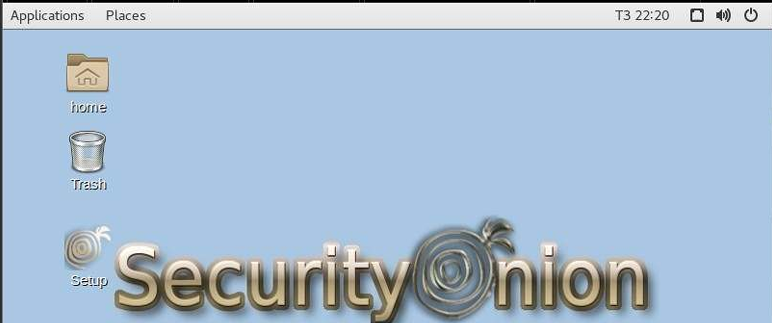 Applications Places T3 22:20
home
Trash
Setup
SecurityOnion